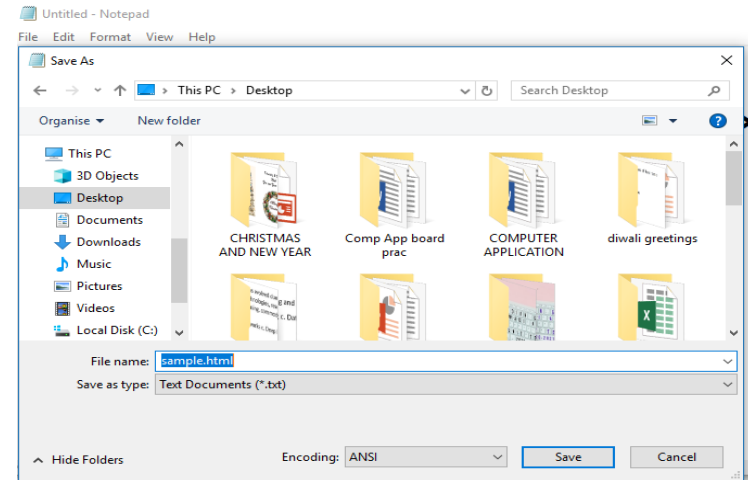 Untitled - Notepad
File Edit Format View Help
Save As
This PC > Desktop
Search Desktop
Organise New folder
This PC
3D Objects
Desktop
Documents
Downloads
Music
Pictures
Videos
Local Disk (C:)
CHRISTMAS
AND NEW YEAR
Comp App board
prac
COMPUTER
APPLICATION
diwali greetings
File name: sample.html
Save as type: Text Documents (*.txt)
Hide Folders
Encoding: ANSI
Save
Cancel